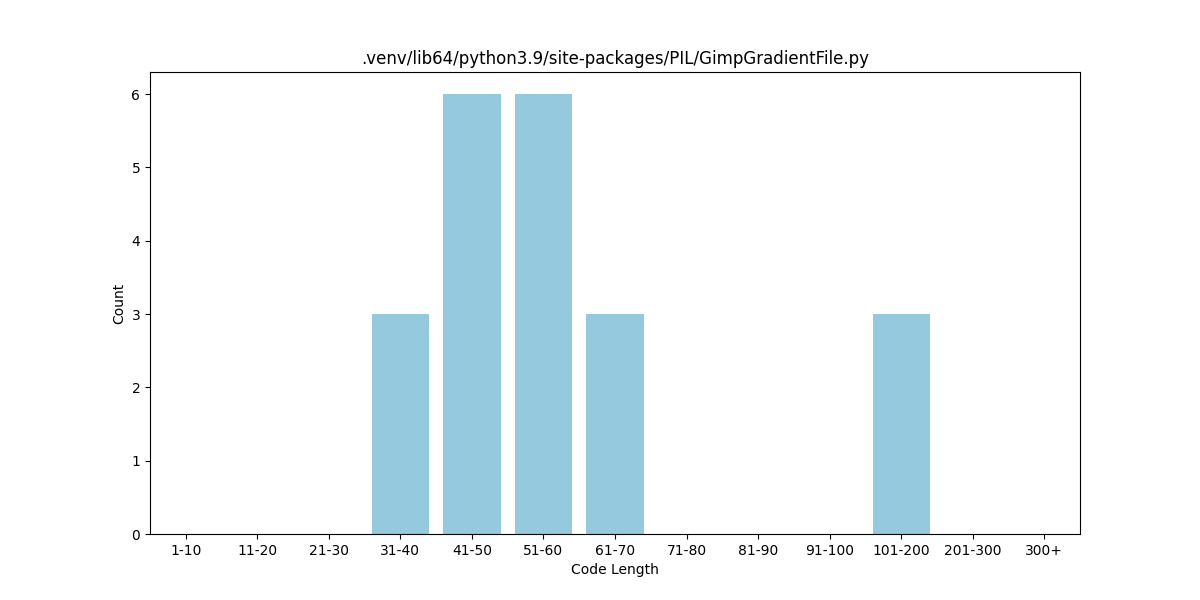 .venv/lib64/python3.9/site-packages/PIL/GimpGradientFile.py
6
5
4
3
2
1
0
Count
1-10 11-20 21-30 31-40 41-50 51-60 61-70 71-80 81-90 91-100 101-200 201-300 300+
Code Length